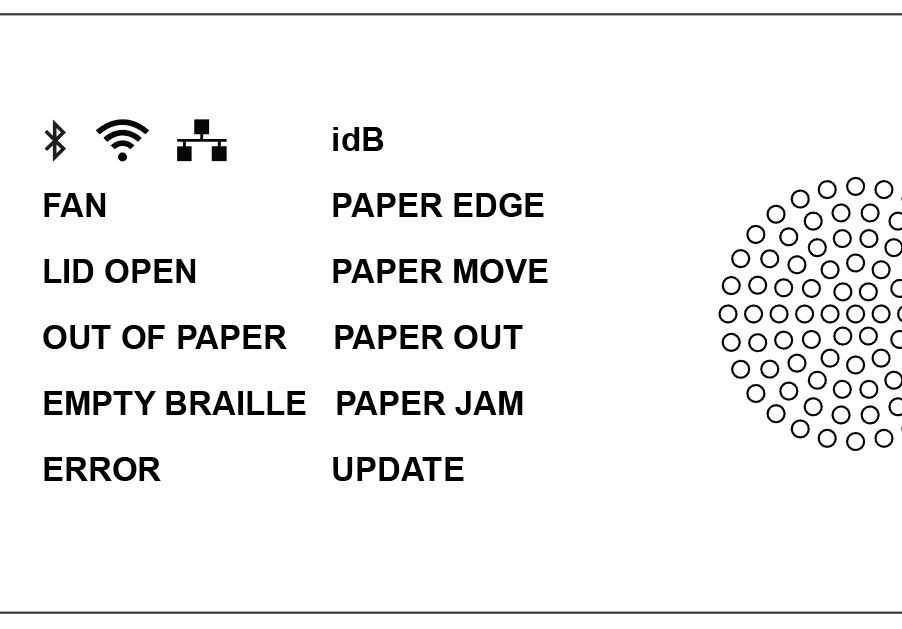 idB
FAN PAPER EDGE
LID OPEN PAPER MOVE
OUT OF PAPER PAPER OUT
EMPTY BRAILLE PAPER JAM
ERROR UPDATE